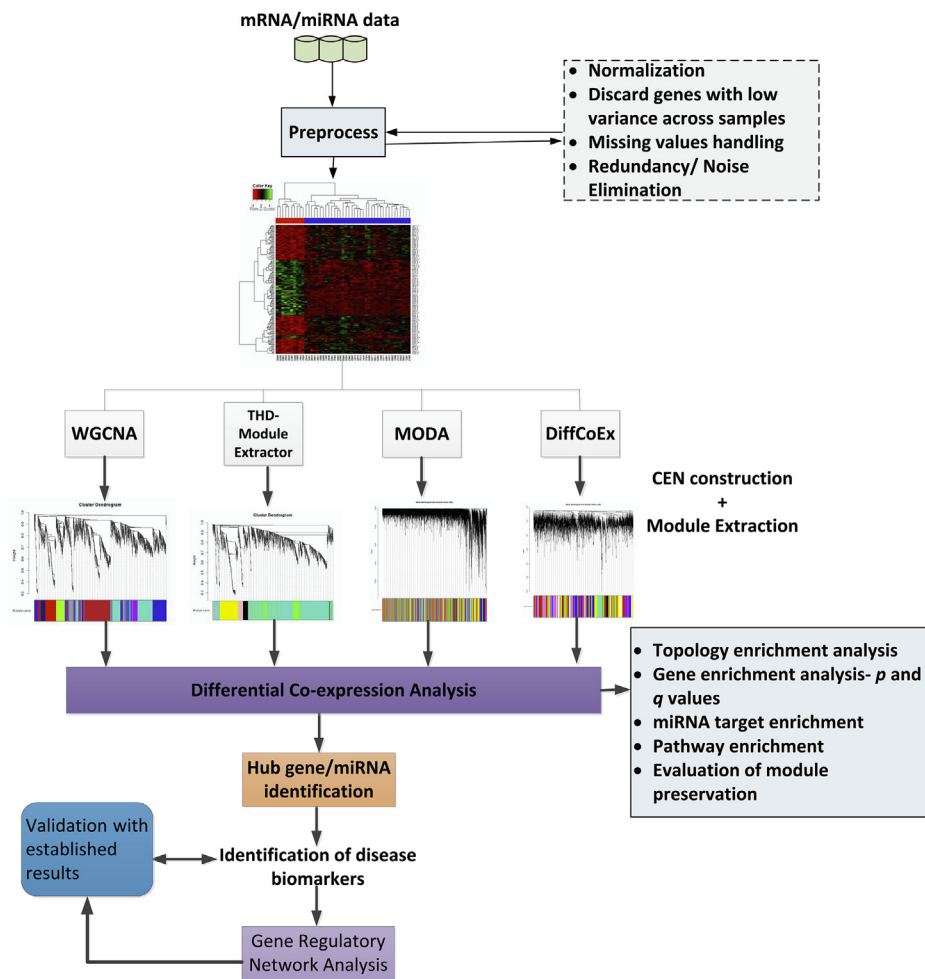 mRNA/miRNA data
Preprocess
• Normalization
• Discard genes with low
variance across samples
• Missing values handling
• Redundancy/ Noise
Elimination
Color Key
WGCNA
THD-
Module
Extractor
MODA
DiffCoEx
CEN construction
+
Module Extraction
Cluster Dendrogram
Height
Cluster Dendrogram
Differential Co-expression Analysis
• Topology enrichment analysis
• Gene enrichment analysis- p and
q values
• miRNA target enrichment
• Pathway enrichment
• Evaluation of module
preservation
Hub gene/miRNA
identification
Validation with
established
results
Identification of disease
biomarkers
Gene Regulatory
Network Analysis